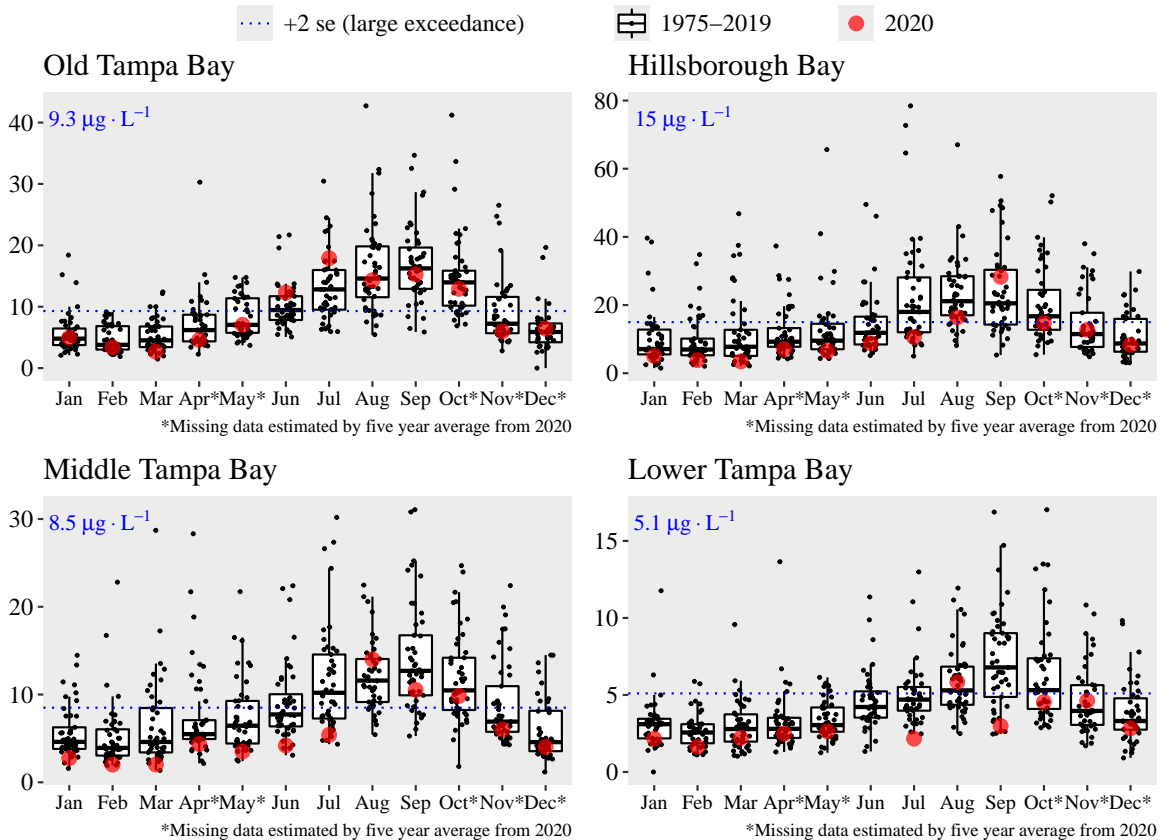 +2 se (large exceedance) 1975–2019 2020
Old Tampa Bay
9.3 μg · L⁻¹
40
30
20
10
0
Jan Feb Mar Apr* May* Jun Jul Aug Sep Oct* Nov* Dec*
*Missing data estimated by five year average from 2020
Hillsborough Bay
15 μg · L⁻¹
80
60
40
20
0
Jan Feb Mar Apr* May* Jun Jul Aug Sep Oct* Nov* Dec*
*Missing data estimated by five year average from 2020
Middle Tampa Bay
8.5 μg · L⁻¹
30
20
10
0
Jan Feb Mar Apr* May* Jun Jul Aug Sep Oct* Nov* Dec*
*Missing data estimated by five year average from 2020
Lower Tampa Bay
5.1 μg · L⁻¹
15
10
5
0
Jan Feb Mar Apr* May* Jun Jul Aug Sep Oct* Nov* Dec*
*Missing data estimated by five year average from 2020